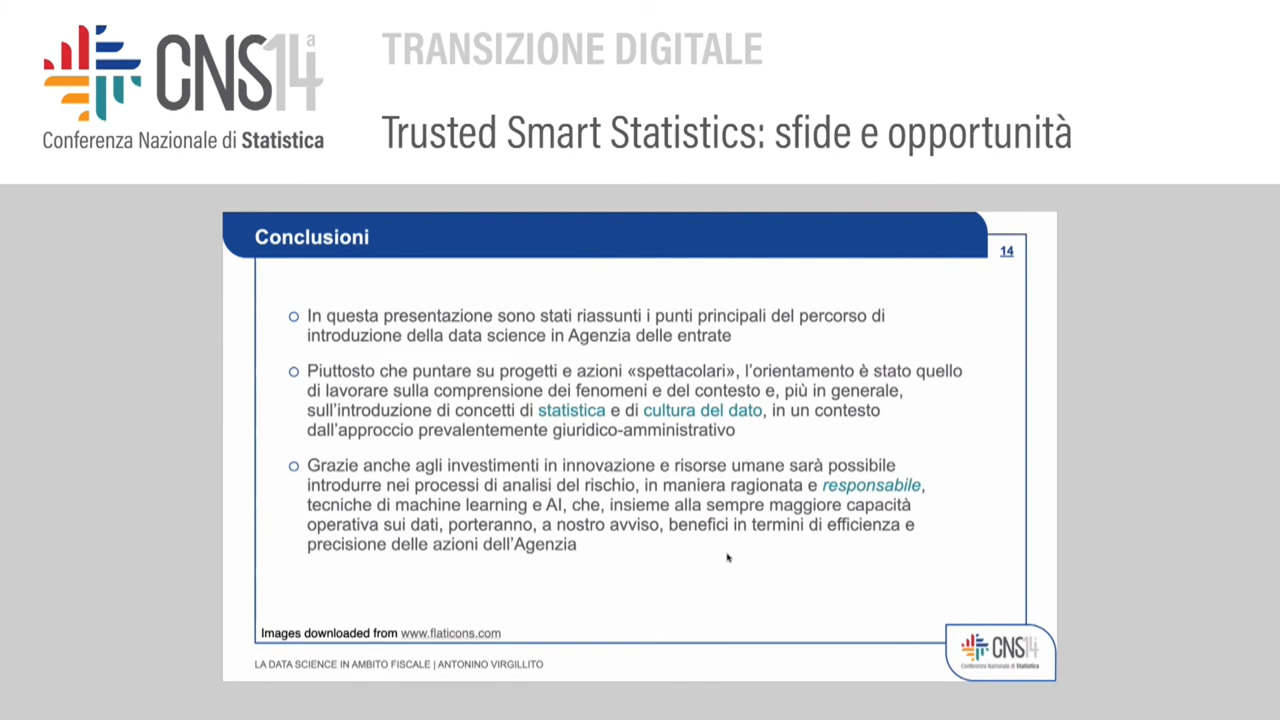 CNS14a
Conferenza Nazionale di Statistica
TRANSIZIONE DIGITALE
Trusted Smart Statistics: sfide e opportunità
Conclusioni
14
In questa presentazione sono stati riassunti i punti principali del percorso di
introduzione della data science in Agenzia delle entrate
Piuttosto che puntare su progetti e azioni «spettacolari», l'orientamento è stato quello
di lavorare sulla comprensione dei fenomeni e del contesto e, più in generale,
sull'introduzione di concetti di statistica e di cultura del dato, in un contesto
dall'approccio prevalentemente giuridico-amministrativo
Grazie anche agli investimenti in innovazione e risorse umane sarà possibile
introdurre nei processi di analisi del rischio, in maniera ragionata e responsabile,
tecniche di machine learning e AI, che, insieme alla sempre maggiore capacità
operativa sui dati, porteranno, a nostro avviso, benefici in termini di efficienza e
precisione delle azioni dell'Agenzia
Images downloaded from www.flaticons.com
LA DATA SCIENCE IN AMBITO FISCALE | ANTONINO VIRGILLITO
CNS14
Conferenza Nazionale di Statistica